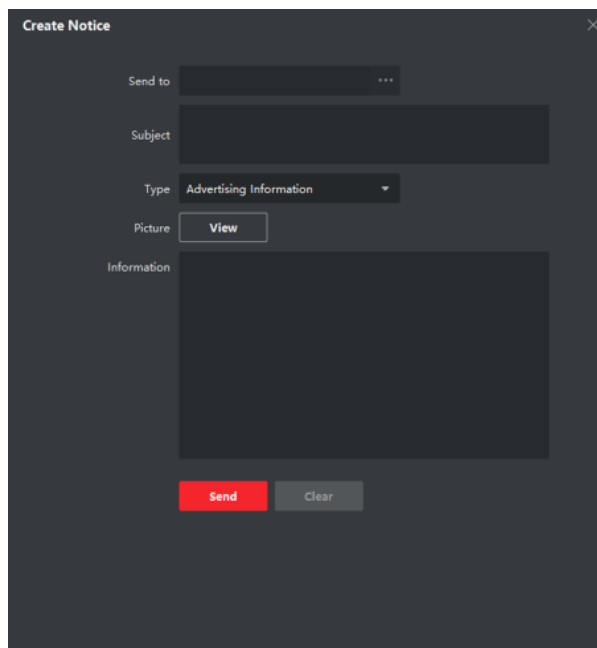 Create Notice
Send to
Subject
Type Advertising Information
Picture View
Information
Send Clear